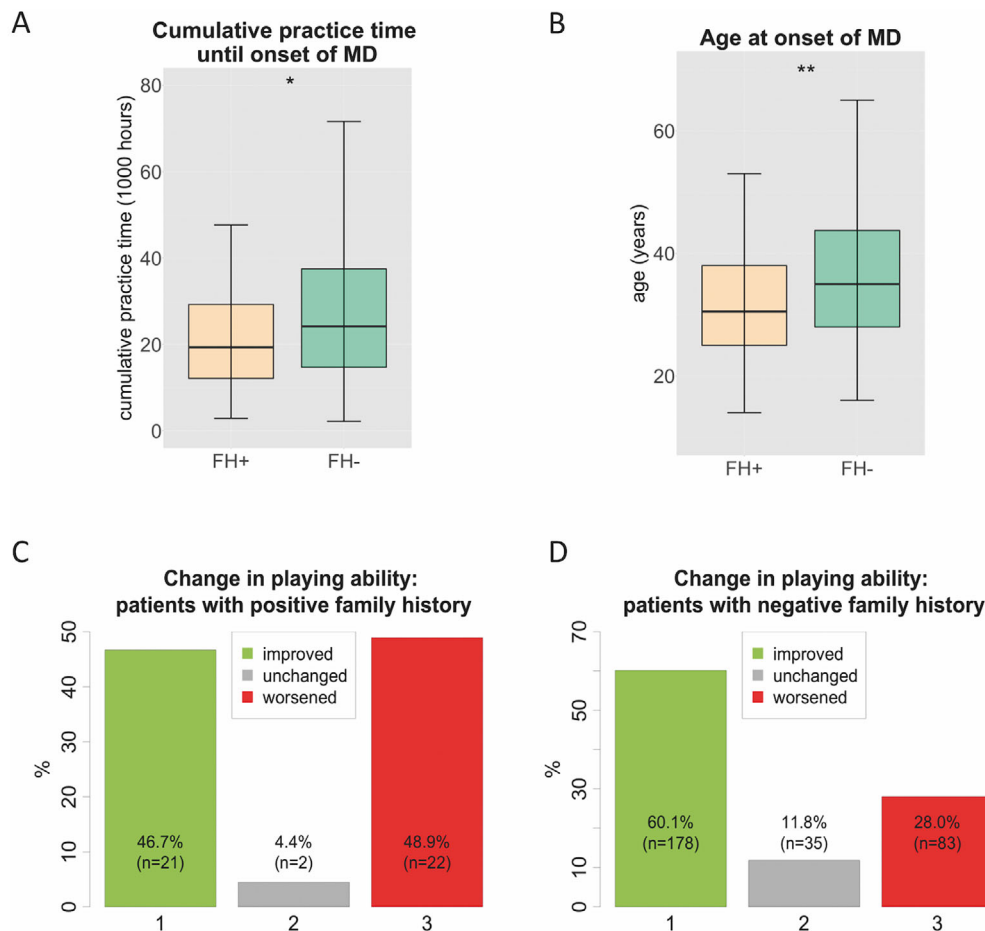 A
Cumulative practice time
until onset of MD
*
cumulative practice time (1000 hours)
80
60
40
20
0
FH+
FH-
B
Age at onset of MD
**
age (years)
60
40
20
FH+
FH-
C
Change in playing ability:
patients with positive family history
%
50
40
30
20
10
0
improved
unchanged
worsened
46.7%
(n=21)
4.4%
(n=2)
48.9%
(n=22)
1
2
3
D
Change in playing ability:
patients with negative family history
%
70
50
30
10
0
improved
unchanged
worsened
60.1%
(n=178)
11.8%
(n=35)
28.0%
(n=83)
1
2
3